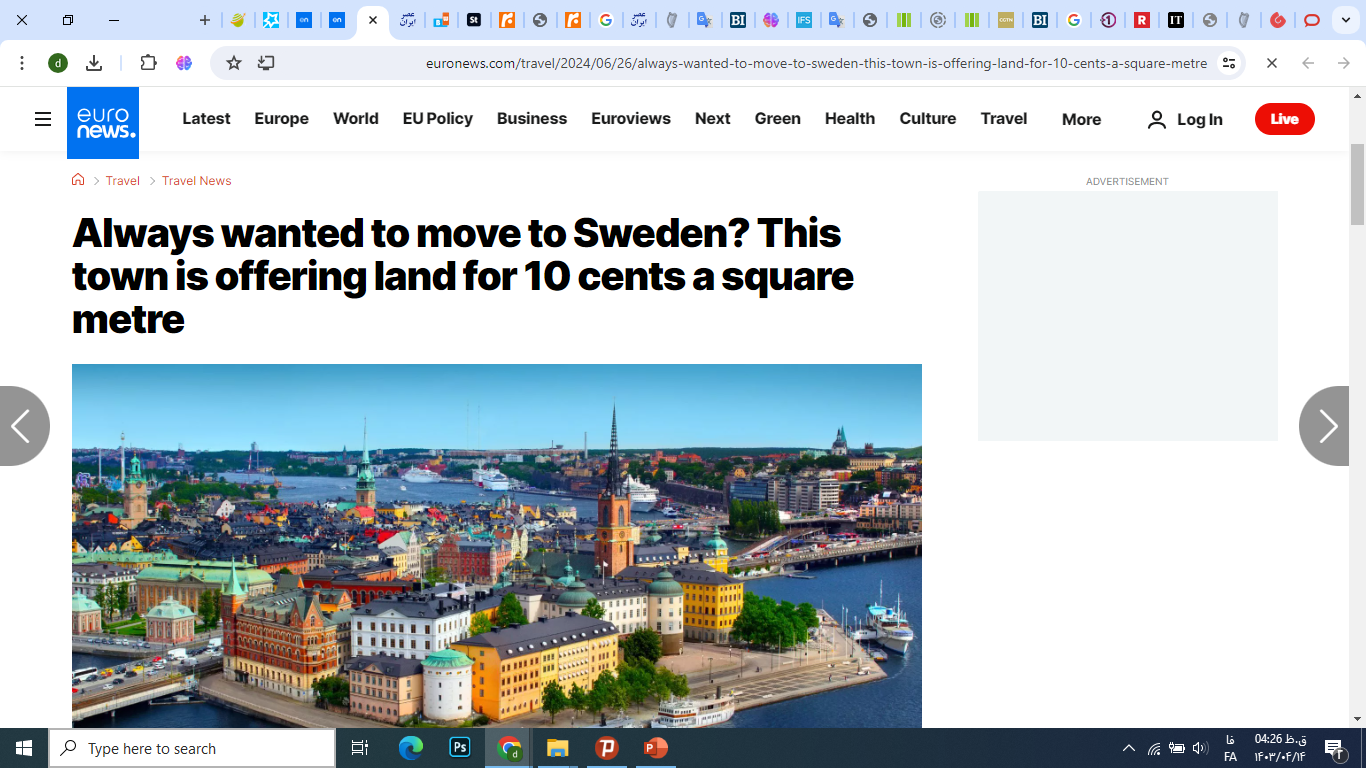 euronews.com/travel/2024/06/26/always-wanted-to-move-to-sweden-this-town-is-offering-land-for-10-cents-a-square-metre
d
euro
news.
Latest Europe World EU Policy Business Euroviews Next Green Health Culture Travel More Log In Live
Travel Travel News
ADVERTISEMENT
Always wanted to move to Sweden? This
town is offering land for 10 cents a square
metre
Type here to search
Ps
فا
FA
04:26 ق.ظ